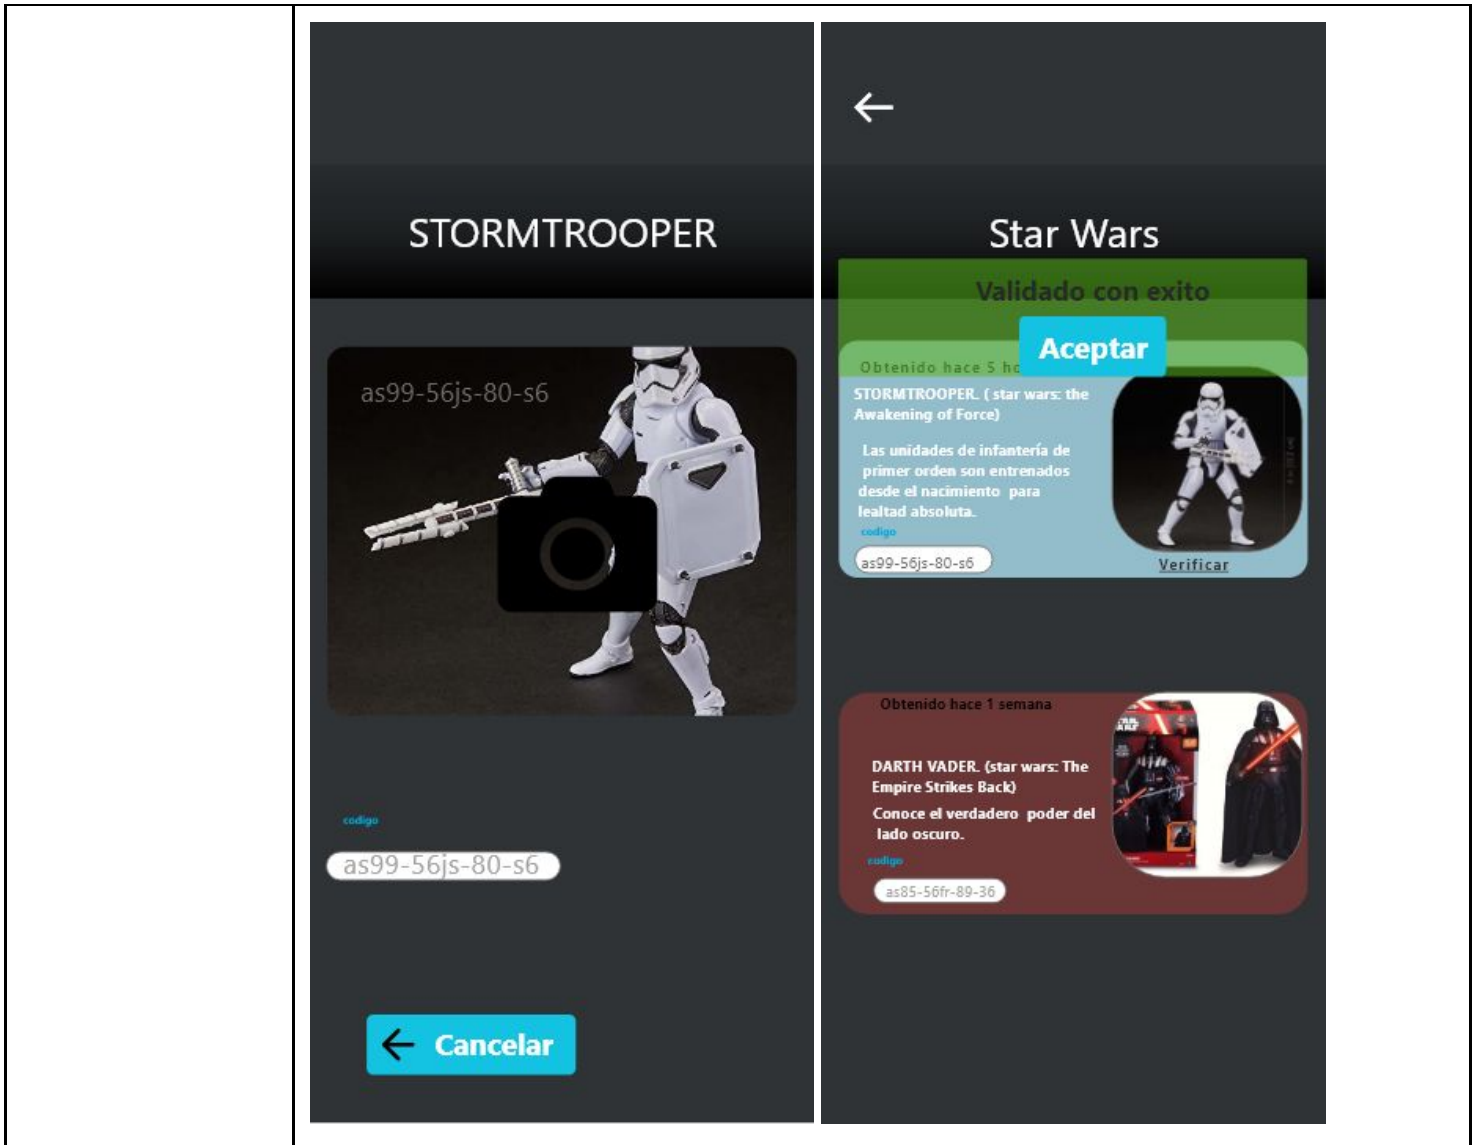 STORMTROOPER
as99-56js-80-s6
codigo
as99-56js-80-s6
Cancelar
Star Wars
Validado con exito
Aceptar
Obtenido hace 5 ho
STORMTROOPER. ( star wars: the
Awakening of Force)
Las unidades de infantería de
primer orden son entrenados
desde el nacimiento para
lealtad absoluta.
codigo
as99-56js-80-s6
Verificar
Obtenido hace 1 semana
DARTH VADER. (star wars: The
Empire Strikes Back)
Conoce el verdadero poder del
lado oscuro.
codigo
as85-56fr-89-36